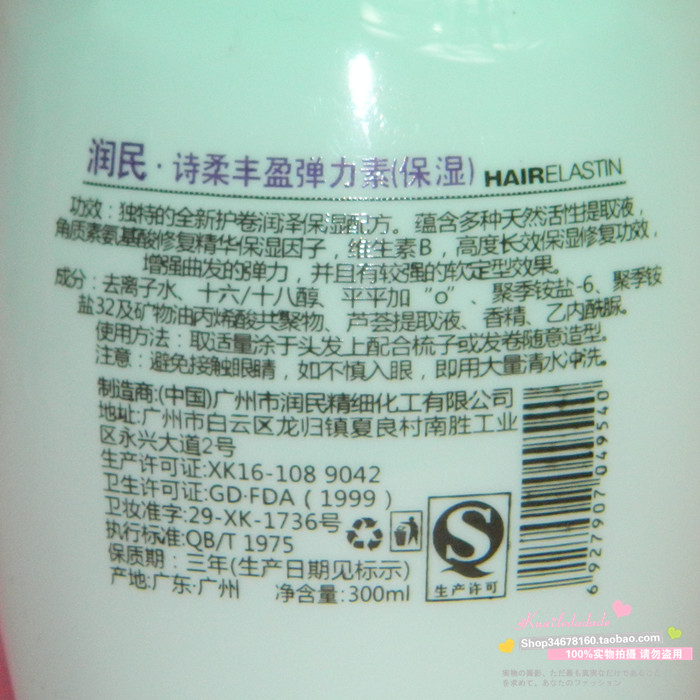 润民·诗柔丰盈弹力素(保湿) HAIRELASTIN
功效：独特的全新护卷润泽保湿配方。蕴含多种天然活性提取液，
角质素氨基酸修复精华保湿因子，维生素B，高度长效保湿修复功效，
增强曲发的弹力，并且有较强的软定型效果。
成分：去离子水、十六/十八醇、平平加“o”、聚季铵盐-6、聚季铵
盐32及矿物油丙烯酸共聚物、芦荟提取液、香精、乙内酰脲。
使用方法：取适量涂于头发上配合梳子或发卷随意造型。
注意：避免接触眼睛，如不慎入眼，即用大量清水冲洗。
制造商:(中国)广州市润民精细化工有限公司
地址:广州市白云区龙归镇夏良村南胜工业
区永兴大道2号
生产许可证:XK16-108 9042
卫生许可证:GD·FDA（1999）
卫妆准字:29-XK-1736号
执行标准:QB/T 1975
保质期：三年(生产日期见标示)
产地:广东·广州 净含量:300ml
生产许可
6927907049540
Shop34678160.taobao.com
100%实物拍摄 请勿盗用